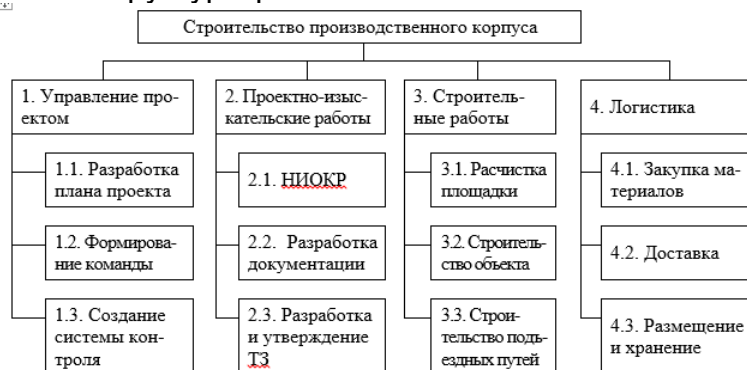 Строительство производственного корпуса
1. Управление про-
ектом
1.1. Разработка
плана проекта
1.2. Формирова-
ние команды
1.3. Создание
системы кон-
троля
2. Проектно-изыс-
кательские работы
2.1. НИОКР
2.2. Разработка
документации
2.3. Разработка
и утверждение
ТЗ
3. Строитель-
ные работы
3.1. Расчистка
площадки
3.2. Строитель-
ство объекта
3.3. Строи-
тельство подъ-
ездных путей
4. Логистика
4.1. Закупка ма-
териалов
4.2. Доставка
4.3. Размещение
и хранение